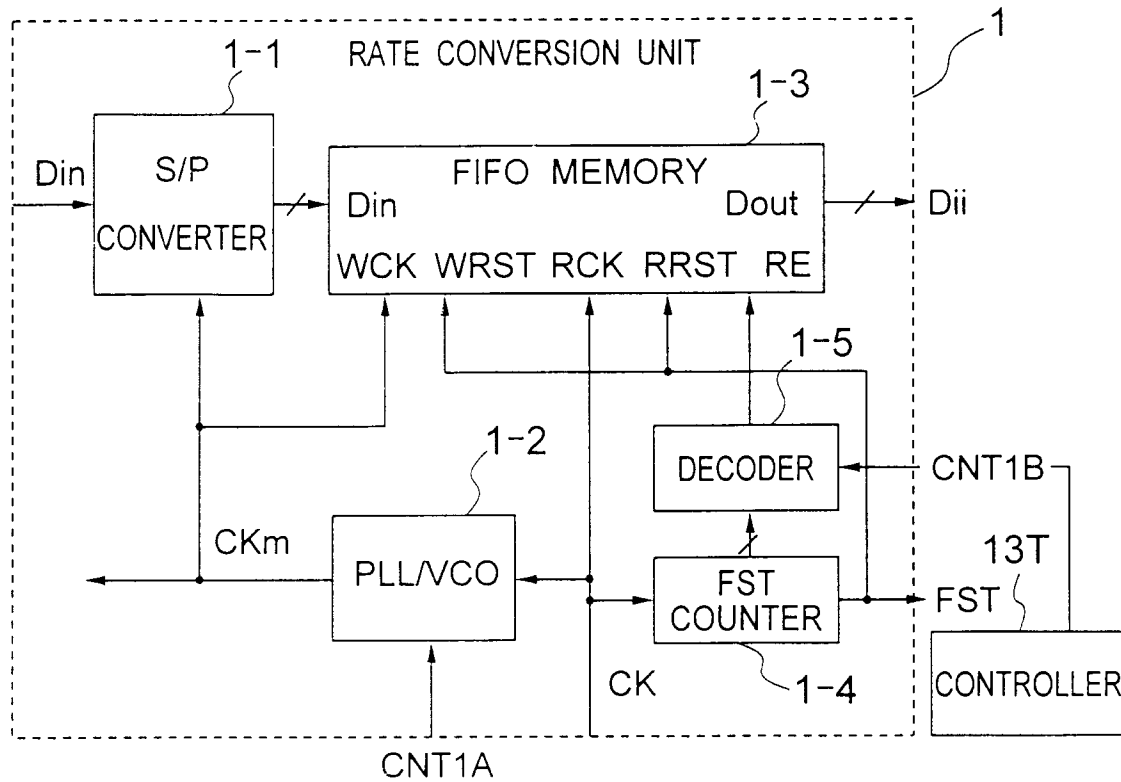 RATE CONVERSION UNIT
1
1-1
1-3
Din
S/P
CONVERTER
FIFO MEMORY
Din
Dout
Dii
WCK WRST RCK RRST RE
1-5
1-2
DECODER
CNT1B
CKm
PLL/VCO
13T
FST
COUNTER
FST
CK
1-4
CONTROLLER
CNT1A